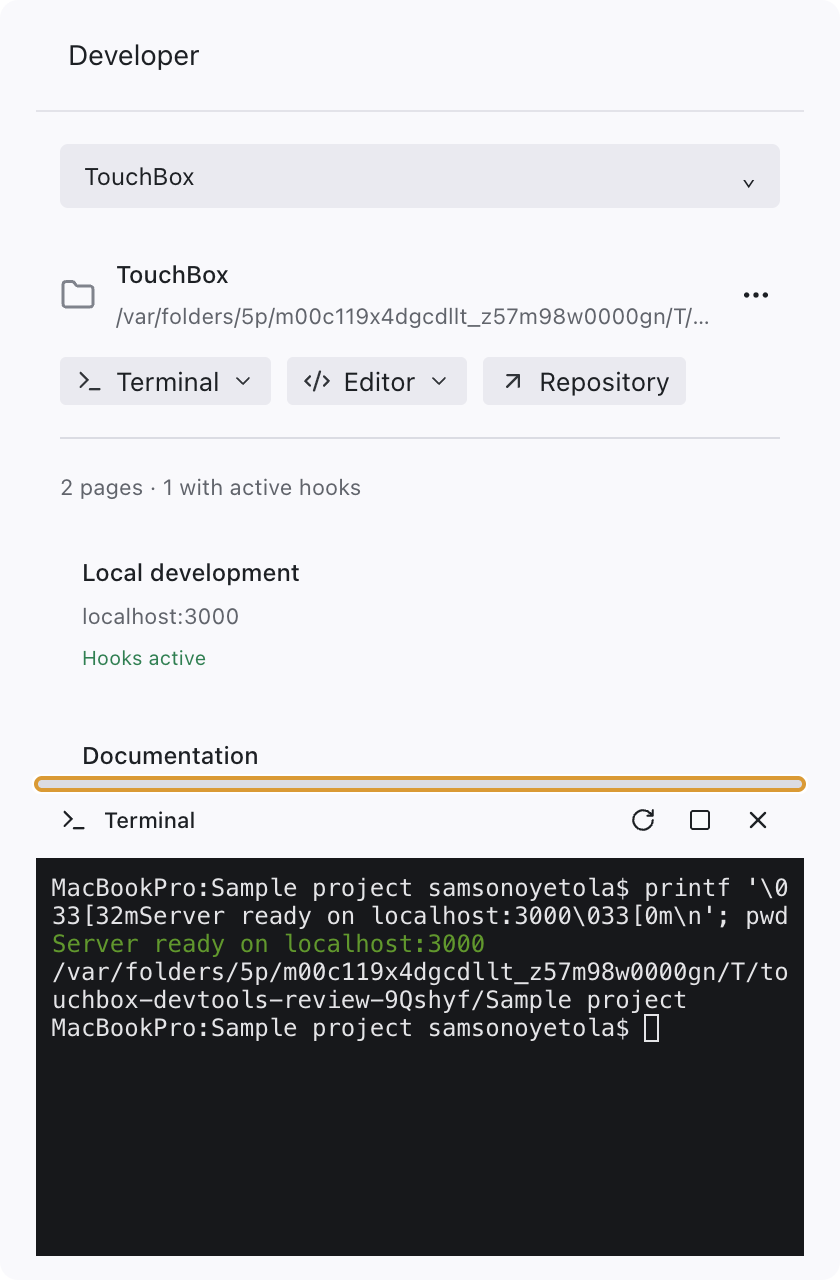 Developer
TouchBox
TouchBox
/var/folders/5p/m00c119x4dgcdllt_z57m98w0000gn/T/...
Terminal
Editor
Repository
2 pages · 1 with active hooks
Local development
localhost:3000
Hooks active
Documentation
Terminal
MacBookPro:Sample project samsonoyetola$ printf '\0
33[32mServer ready on localhost:3000\033[0m\n'; pwd
Server ready on localhost:3000
/var/folders/5p/m00c119x4dgcdllt_z57m98w0000gn/T/to
uchbox-devtools-review-9Qshyf/Sample project
MacBookPro:Sample project samsonoyetola$